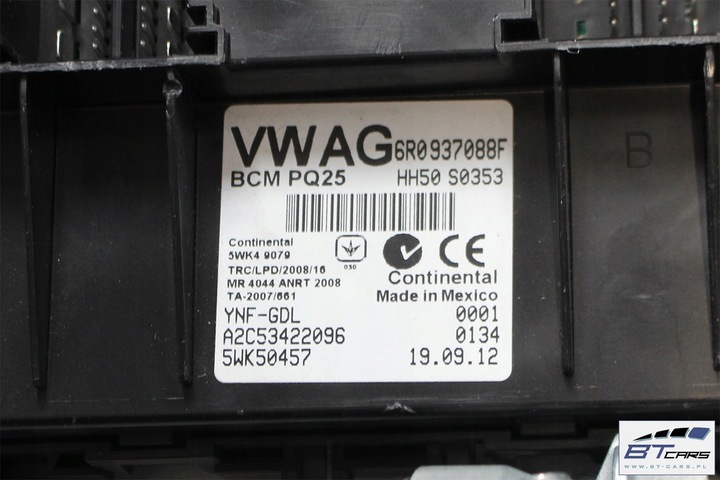 VWAG 6R0937088F
BCM PQ25 HH50 S0353
Continental
5WK4 9079
TRC/LPD/2008/16
MR 4044 ANRT 2008
TA-2007/661
030
CE
Continental
Made in Mexico
YNF-GDL 0001
A2C53422096 0134
5WK50457 19.09.12
B
BT CARS
WWW.BT-CARS.PL